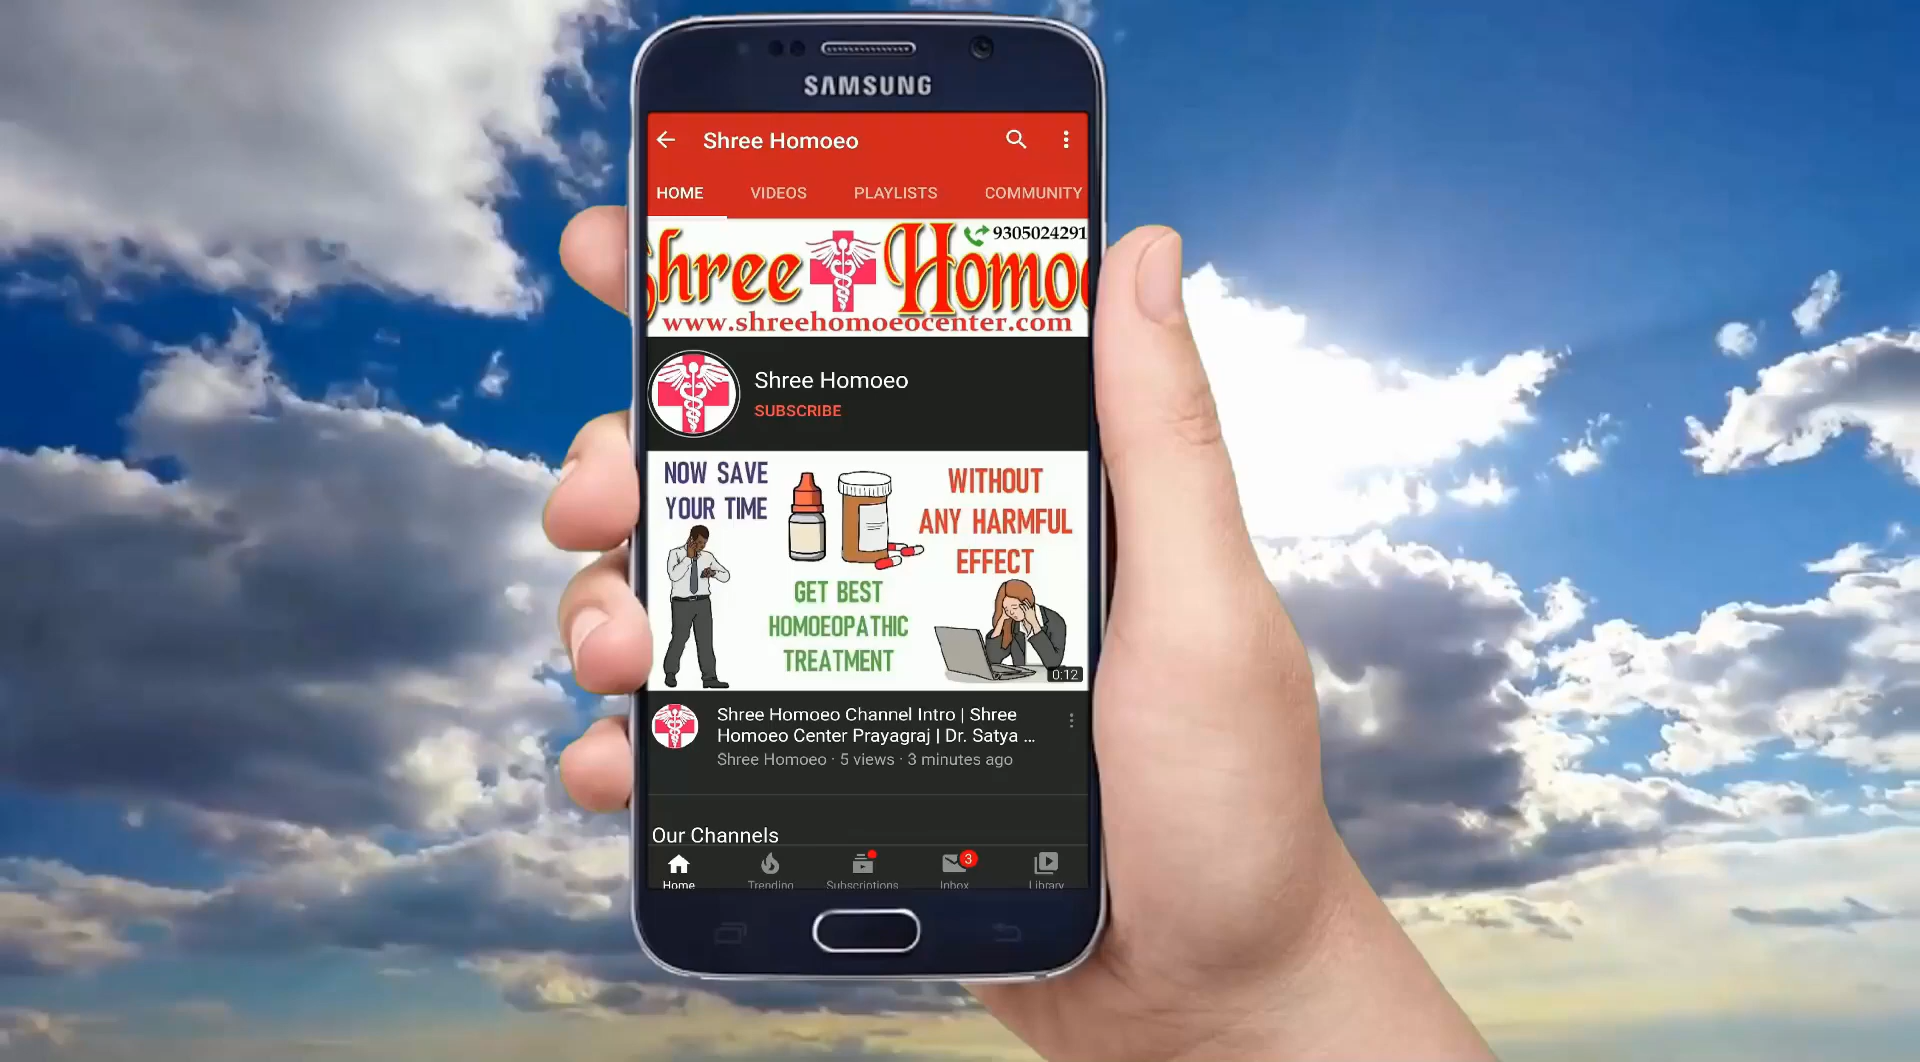 SAMSUNG
Shree Homoeo
HOME VIDEOS PLAYLISTS COMMUNITY
9305024291
Shree Homoe
www.shreehomoeocenter.com
Shree Homoeo
SUBSCRIBE
NOW SAVE
YOUR TIME
WITHOUT
ANY HARMFUL
EFFECT
GET BEST
HOMOEOPATHIC
TREATMENT
0:12
Shree Homoeo Channel Intro | Shree
Homoeo Center Prayagraj | Dr. Satya ...
Shree Homoeo · 5 views · 3 minutes ago
Our Channels
3
Home Trending Subscriptions Inbox Library